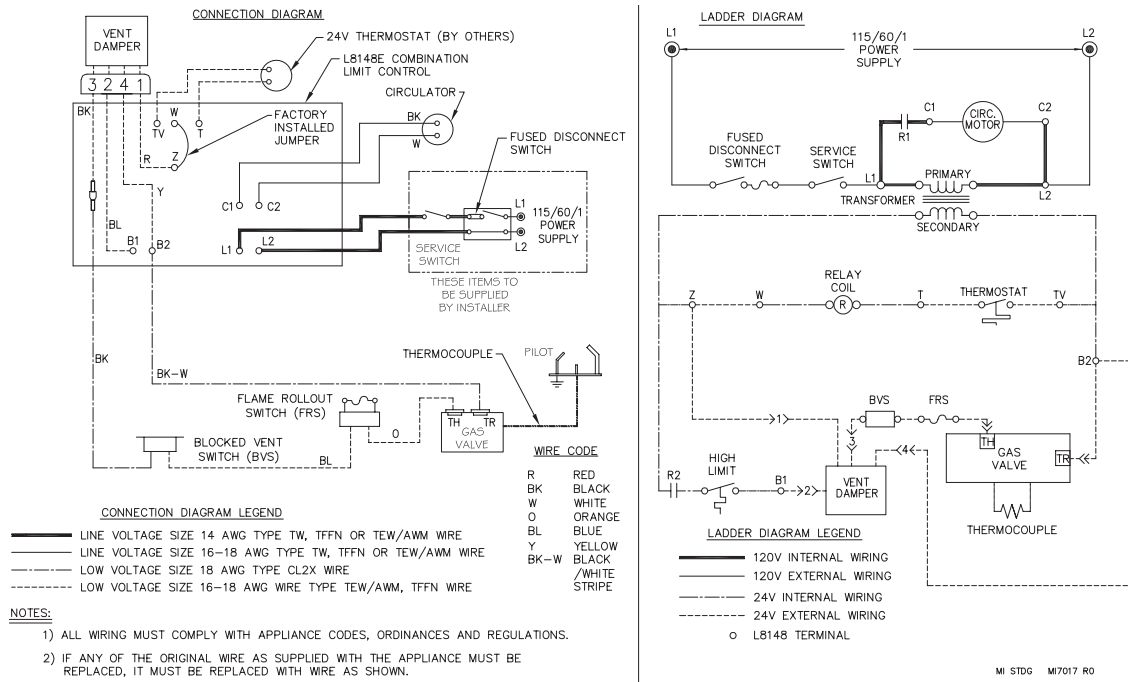 CONNECTION DIAGRAM
VENT
DAMPER
3 2 4 1
24V THERMOSTAT (BY OTHERS)
L8148E COMBINATION
LIMIT CONTROL
CIRCULATOR
BK
TV
W
T
FACTORY
INSTALLED
JUMPER
BK
W
FUSED DISCONNECT
SWITCH
R
Z
Y
C1
C2
BL
B1
B2
L1
L2
L1
115/60/1
POWER
SUPPLY
L2
SERVICE
SWITCH
THESE ITEMS TO
BE SUPPLIED
BY INSTALLER
BK
BK-W
THERMOCOUPLE
PILOT
FLAME ROLLOUT
SWITCH (FRS)
TH
TR
GAS
VALVE
O
BLOCKED VENT
SWITCH (BVS)
BL
WIRE CODE
R RED
BK BLACK
W WHITE
O ORANGE
BL BLUE
Y YELLOW
BK-W BLACK
/WHITE
STRIPE
CONNECTION DIAGRAM LEGEND
LINE VOLTAGE SIZE 14 AWG TYPE TW, TFFN OR TEW/AWM WIRE
LINE VOLTAGE SIZE 16-18 AWG TYPE TW, TFFN OR TEW/AWM WIRE
LOW VOLTAGE SIZE 18 AWG TYPE CL2X WIRE
LOW VOLTAGE SIZE 16-18 AWG WIRE TYPE TEW/AWM, TFFN WIRE
NOTES:
1) ALL WIRING MUST COMPLY WITH APPLIANCE CODES, ORDINANCES AND REGULATIONS.
2) IF ANY OF THE ORIGINAL WIRE AS SUPPLIED WITH THE APPLIANCE MUST BE
REPLACED, IT MUST BE REPLACED WITH WIRE AS SHOWN.
LADDER DIAGRAM
L1
115/60/1
POWER
SUPPLY
L2
C1
CIRC.
MOTOR
C2
R1
FUSED
DISCONNECT
SWITCH
SERVICE
SWITCH
L1
PRIMARY
L2
TRANSFORMER
SECONDARY
RELAY
COIL
Z
W
R
T
THERMOSTAT
TV
B2
BVS
FRS
1
3
TH
4
GAS
VALVE
TR
HIGH
LIMIT
R2
B1
2
VENT
DAMPER
THERMOCOUPLE
LADDER DIAGRAM LEGEND
120V INTERNAL WIRING
120V EXTERNAL WIRING
24V INTERNAL WIRING
24V EXTERNAL WIRING
L8148 TERMINAL
MI STDG MI7017 R0